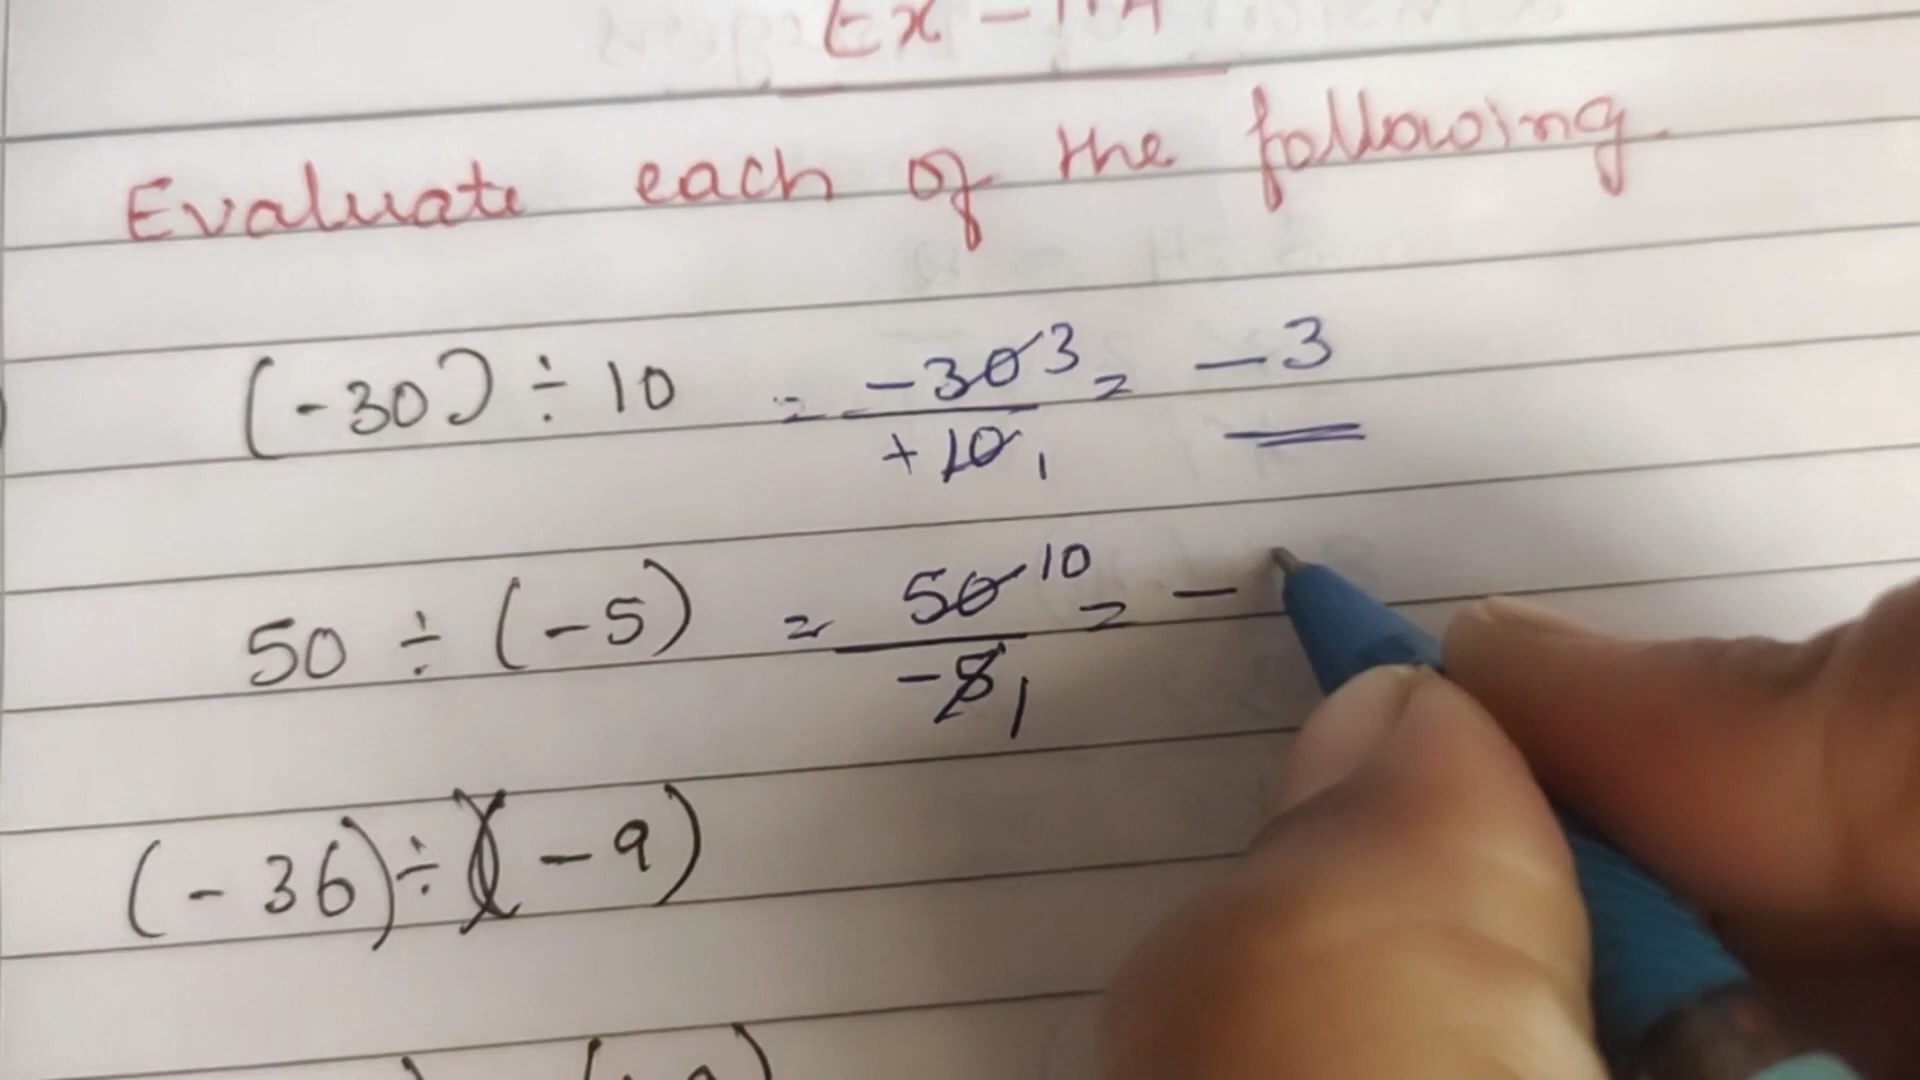 Evaluate each of the following.
(-30) ÷ 10 = -30 3 / +10 1 = -3
50 ÷ (-5) = 50 10 / -5 1 = -
(-36) ÷ (-9)